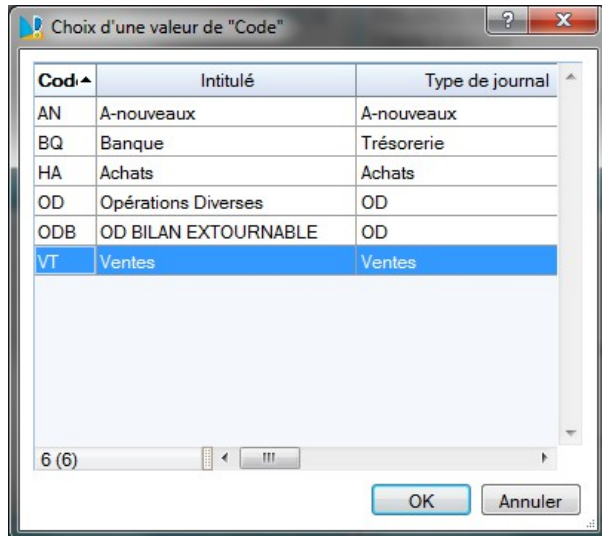 Choix d'une valeur de "Code"
? X
Code Intitulé Type de journal
AN A-nouveaux A-nouveaux
BQ Banque Trésorerie
HA Achats Achats
OD Opérations Diverses OD
ODB OD BILAN EXTOURNABLE OD
VT Ventes Ventes
6 (6)
OK Annuler